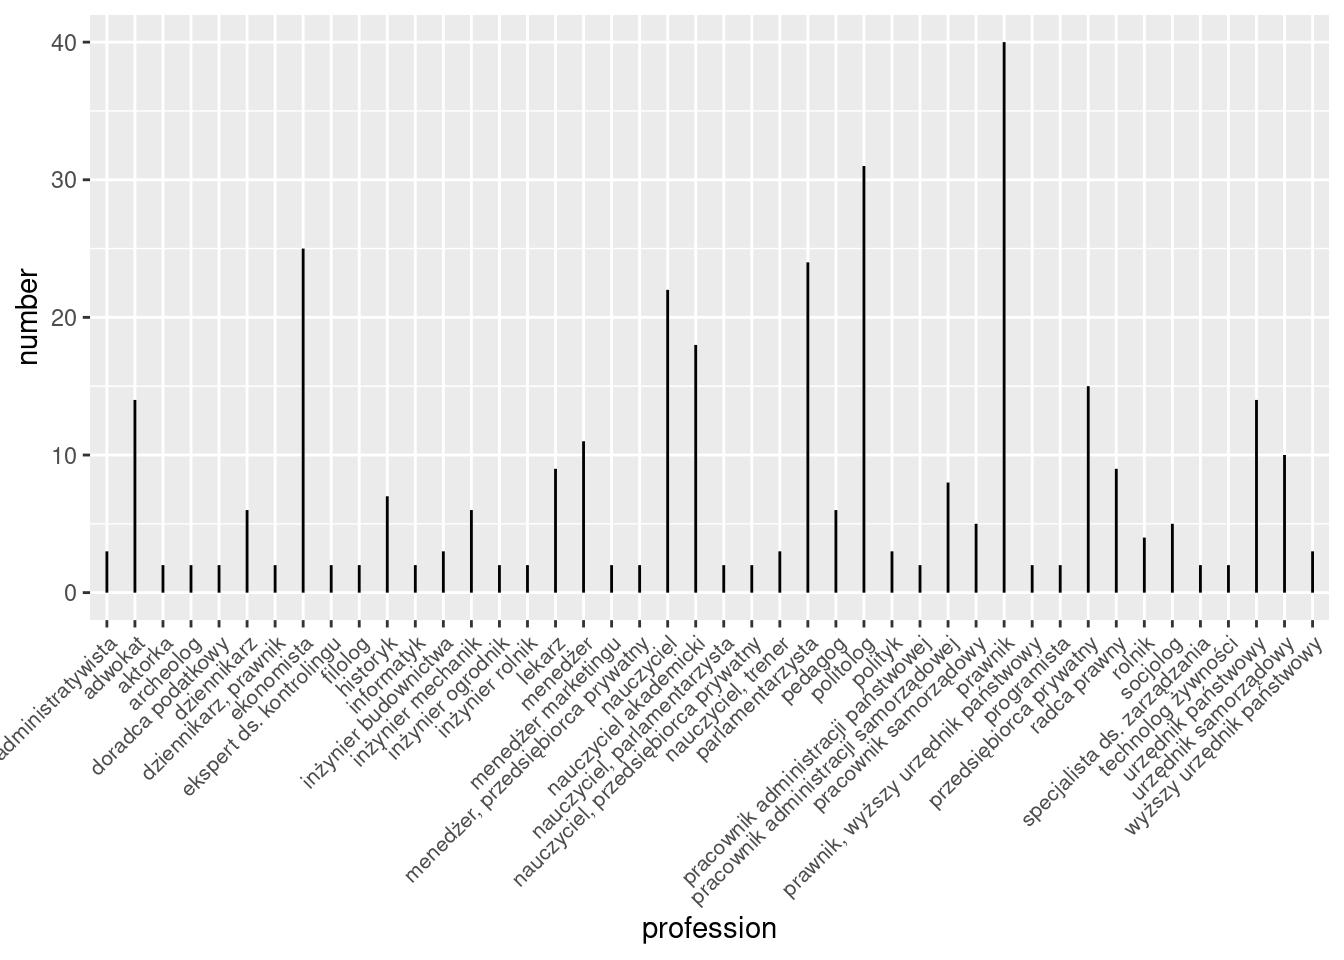 40
30
20
10
0
number
administratywista
adwokat
aktorka
archeolog
doradca podatkowy
dziennikarz
dziennikarz, prawnik
ekonomista
ekspert ds. kontrolingu
filolog
historyk
informatyk
inżynier budownictwa
inżynier mechanik
inżynier ogrodnik
inżynier rolnik
lekarz
menedżer
menedżer marketingu
menedżer, przedsiębiorca prywatny
nauczyciel
nauczyciel akademicki
nauczyciel, parlamentarzysta
nauczyciel, przedsiębiorca prywatny
nauczyciel, trener
parlamentarzysta
pedagog
politolog
polityk
pracownik administracji państwowej
pracownik administracji samorządowej
pracownik samorządowy
prawnik
prawnik, wyższy urzędnik państwowy
programista
przedsiębiorca prywatny
radca prawny
rolnik
socjolog
specjalista ds. zarządzania
technolog żywności
urzędnik państwowy
urzędnik samorządowy
wyższy urzędnik państwowy
profession